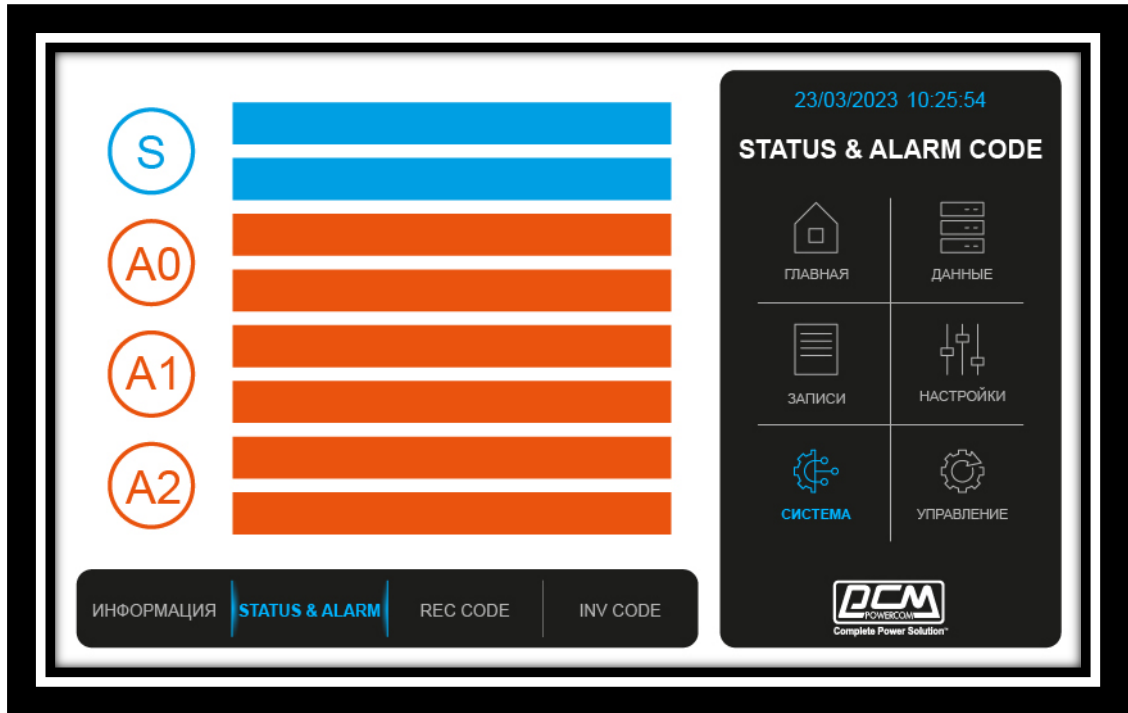 S
A0
A1
A2
ИНФОРМАЦИЯ
STATUS & ALARM
REC CODE
INV CODE
23/03/2023 10:25:54
STATUS & ALARM CODE
ГЛАВНАЯ
ДАННЫЕ
ЗАПИСИ
НАСТРОЙКИ
СИСТЕМА
УПРАВЛЕНИЕ
PCM
POWERCOM
Complete Power Solution™